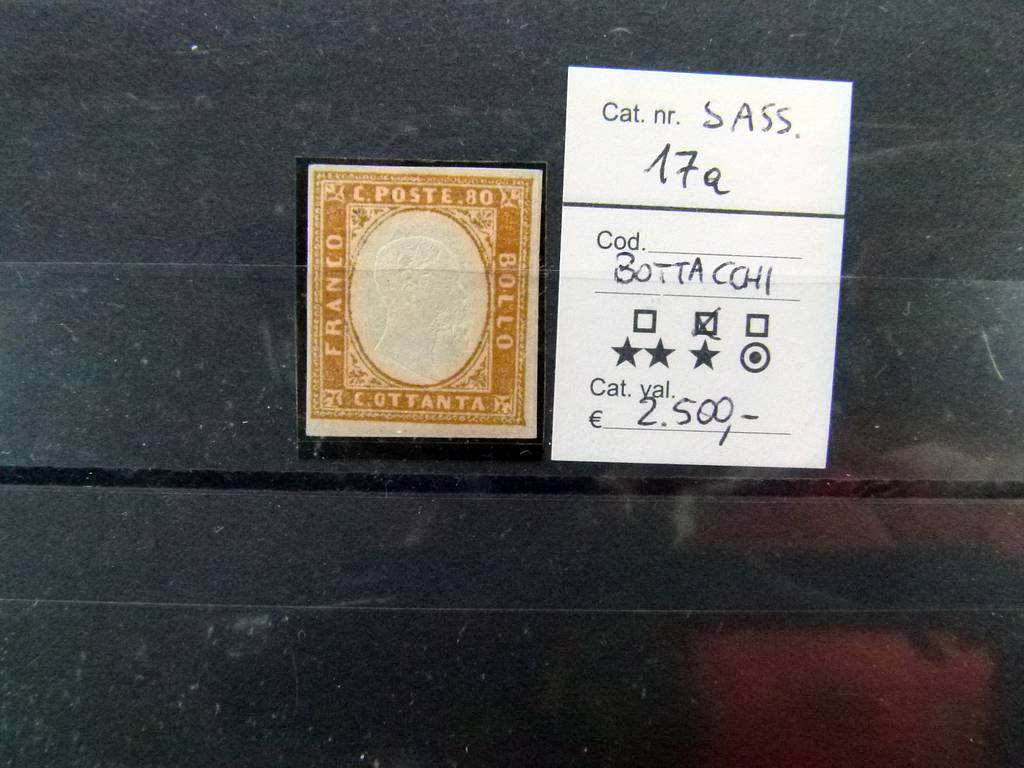 C. POSTE. 80
FRANCO
BOLLO
C. OTTANTA
Cat. nr. SASS.
17a
Cod.
BOTTACCHI
Cat. val.
€ 2.500,-